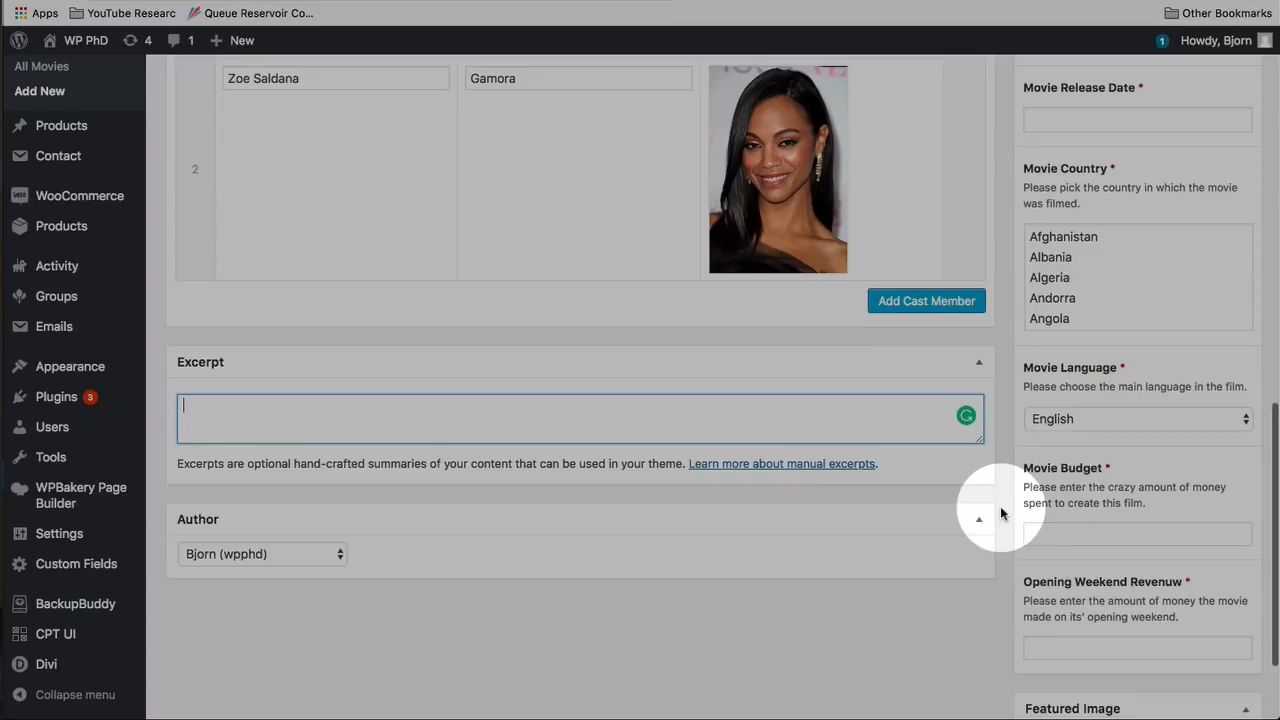 Apps
YouTube Researc
Queue Reservoir Co...
Other Bookmarks
WP PhD
4
1
New
1
Howdy, Bjorn
All Movies
Add New
Products
Contact
WooCommerce
Products
Activity
Groups
Emails
Appearance
Plugins 3
Users
Tools
WPBakery Page
Builder
Settings
Custom Fields
BackupBuddy
CPT UI
Divi
Collapse menu
2
Zoe Saldana
Gamora
Add Cast Member
Excerpt
Excerpts are optional hand-crafted summaries of your content that can be used in your theme. Learn more about manual excerpts.
Author
Bjorn (wpphd)
Movie Release Date *
Movie Country *
Please pick the country in which the movie
was filmed.
Afghanistan
Albania
Algeria
Andorra
Angola
Movie Language *
Please choose the main language in the film.
English
Movie Budget *
Please enter the crazy amount of money
spent to create this film.
Opening Weekend Revenuw *
Please enter the amount of money the movie
made on its' opening weekend.
Featured Image